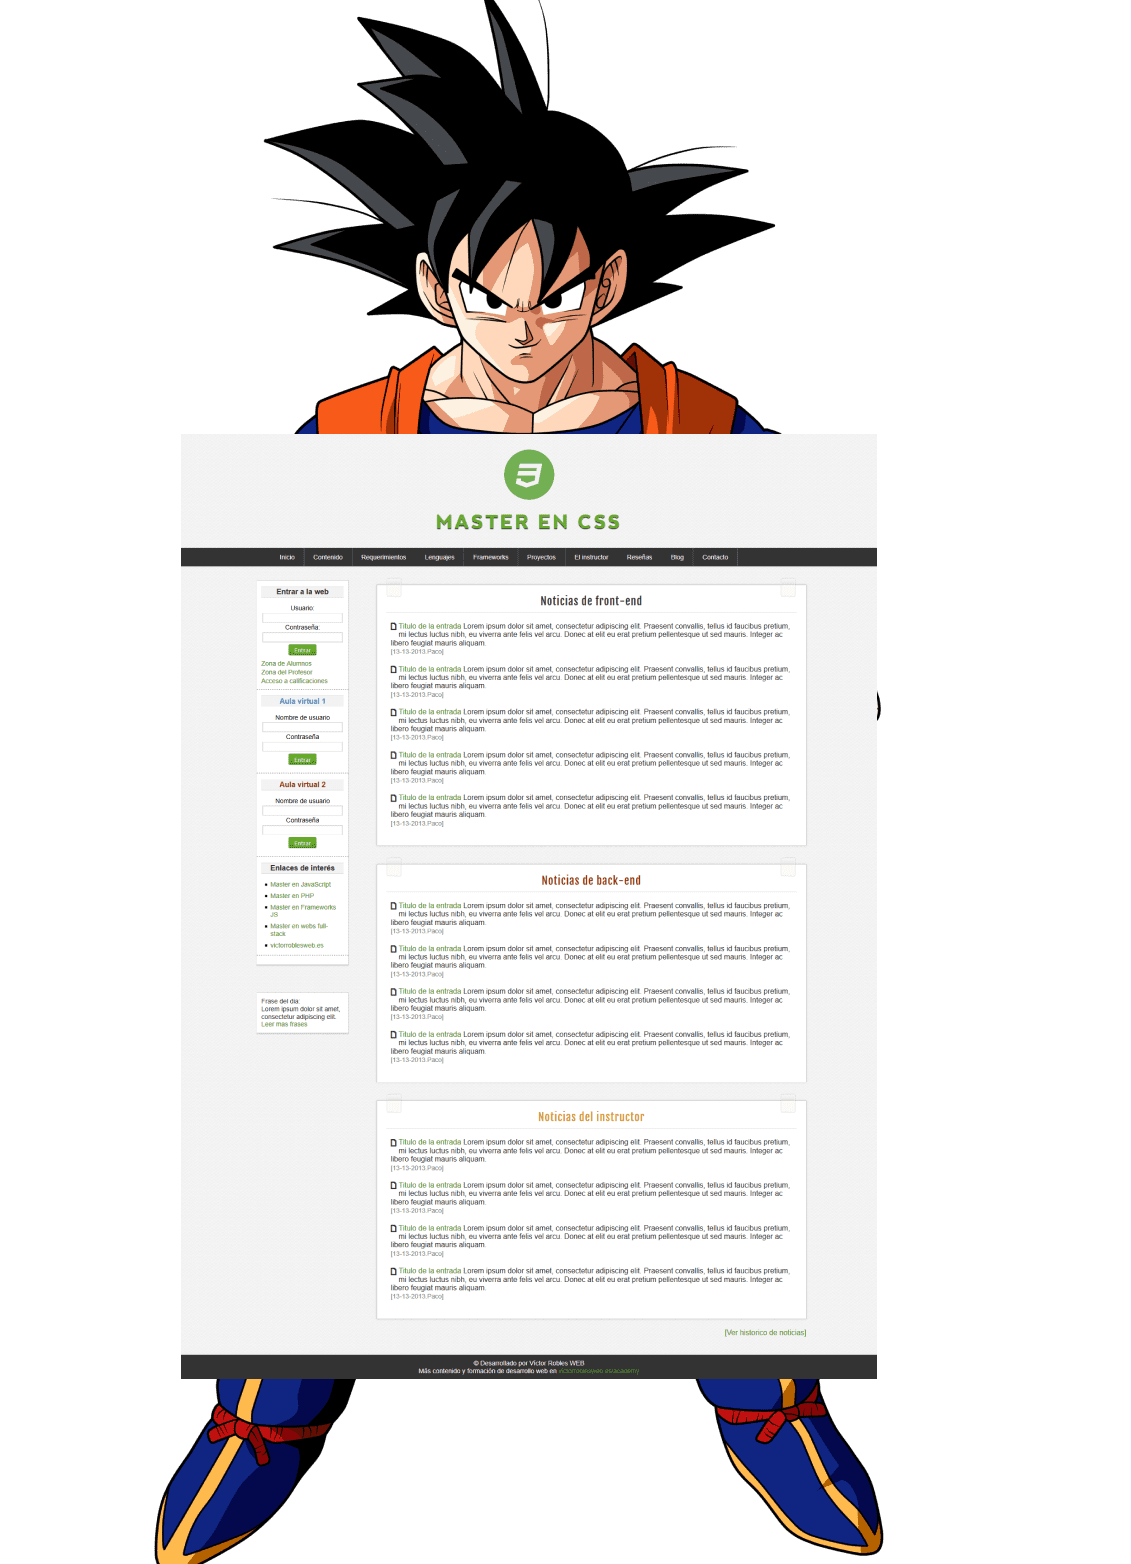 MASTER EN CSS
Inicio
Contenido
Requerimientos
Lenguajes
Frameworks
Proyectos
El instructor
Reseñas
Blog
Contacto
Entrar a la web
Usuario:
Contraseña:
Entrar
Zona de Alumnos
Zona del Profesor
Acceso a calificaciones
Aula virtual 1
Nombre de usuario
Contraseña
Entrar
Aula virtual 2
Nombre de usuario
Contraseña
Entrar
Enlaces de interés
Master en JavaScript
Master en PHP
Master en Frameworks
JS
Master en webs full-
stack
victorroblesweb.es
Frase del dia:
Lorem ipsum dolor sit amet,
consectetur adipiscing elit.
Leer mas frases
Noticias de front-end
Titulo de la entrada Lorem ipsum dolor sit amet, consectetur adipiscing elit. Praesent convallis, tellus id faucibus pretium,
mi lectus luctus nibh, eu viverra ante felis vel arcu. Donec at elit eu erat pretium pellentesque ut sed mauris. Integer ac
libero feugiat mauris aliquam.
[13-13-2013.Paco]
Titulo de la entrada Lorem ipsum dolor sit amet, consectetur adipiscing elit. Praesent convallis, tellus id faucibus pretium,
mi lectus luctus nibh, eu viverra ante felis vel arcu. Donec at elit eu erat pretium pellentesque ut sed mauris. Integer ac
libero feugiat mauris aliquam.
[13-13-2013.Paco]
Titulo de la entrada Lorem ipsum dolor sit amet, consectetur adipiscing elit. Praesent convallis, tellus id faucibus pretium,
mi lectus luctus nibh, eu viverra ante felis vel arcu. Donec at elit eu erat pretium pellentesque ut sed mauris. Integer ac
libero feugiat mauris aliquam.
[13-13-2013.Paco]
Titulo de la entrada Lorem ipsum dolor sit amet, consectetur adipiscing elit. Praesent convallis, tellus id faucibus pretium,
mi lectus luctus nibh, eu viverra ante felis vel arcu. Donec at elit eu erat pretium pellentesque ut sed mauris. Integer ac
libero feugiat mauris aliquam.
[13-13-2013.Paco]
Titulo de la entrada Lorem ipsum dolor sit amet, consectetur adipiscing elit. Praesent convallis, tellus id faucibus pretium,
mi lectus luctus nibh, eu viverra ante felis vel arcu. Donec at elit eu erat pretium pellentesque ut sed mauris. Integer ac
libero feugiat mauris aliquam.
[13-13-2013.Paco]
Noticias de back-end
Titulo de la entrada Lorem ipsum dolor sit amet, consectetur adipiscing elit. Praesent convallis, tellus id faucibus pretium,
mi lectus luctus nibh, eu viverra ante felis vel arcu. Donec at elit eu erat pretium pellentesque ut sed mauris. Integer ac
libero feugiat mauris aliquam.
[13-13-2013.Paco]
Titulo de la entrada Lorem ipsum dolor sit amet, consectetur adipiscing elit. Praesent convallis, tellus id faucibus pretium,
mi lectus luctus nibh, eu viverra ante felis vel arcu. Donec at elit eu erat pretium pellentesque ut sed mauris. Integer ac
libero feugiat mauris aliquam.
[13-13-2013.Paco]
Titulo de la entrada Lorem ipsum dolor sit amet, consectetur adipiscing elit. Praesent convallis, tellus id faucibus pretium,
mi lectus luctus nibh, eu viverra ante felis vel arcu. Donec at elit eu erat pretium pellentesque ut sed mauris. Integer ac
libero feugiat mauris aliquam.
[13-13-2013.Paco]
Titulo de la entrada Lorem ipsum dolor sit amet, consectetur adipiscing elit. Praesent convallis, tellus id faucibus pretium,
mi lectus luctus nibh, eu viverra ante felis vel arcu. Donec at elit eu erat pretium pellentesque ut sed mauris. Integer ac
libero feugiat mauris aliquam.
[13-13-2013.Paco]
Noticias del instructor
Titulo de la entrada Lorem ipsum dolor sit amet, consectetur adipiscing elit. Praesent convallis, tellus id faucibus pretium,
mi lectus luctus nibh, eu viverra ante felis vel arcu. Donec at elit eu erat pretium pellentesque ut sed mauris. Integer ac
libero feugiat mauris aliquam.
[13-13-2013.Paco]
Titulo de la entrada Lorem ipsum dolor sit amet, consectetur adipiscing elit. Praesent convallis, tellus id faucibus pretium,
mi lectus luctus nibh, eu viverra ante felis vel arcu. Donec at elit eu erat pretium pellentesque ut sed mauris. Integer ac
libero feugiat mauris aliquam.
[13-13-2013.Paco]
Titulo de la entrada Lorem ipsum dolor sit amet, consectetur adipiscing elit. Praesent convallis, tellus id faucibus pretium,
mi lectus luctus nibh, eu viverra ante felis vel arcu. Donec at elit eu erat pretium pellentesque ut sed mauris. Integer ac
libero feugiat mauris aliquam.
[13-13-2013.Paco]
Titulo de la entrada Lorem ipsum dolor sit amet, consectetur adipiscing elit. Praesent convallis, tellus id faucibus pretium,
mi lectus luctus nibh, eu viverra ante felis vel arcu. Donec at elit eu erat pretium pellentesque ut sed mauris. Integer ac
libero feugiat mauris aliquam.
[13-13-2013.Paco]
[Ver historico de noticias]
© Desarrollado por Víctor Robles WEB
Más contenido y formación de desarrollo web en victorroblesweb.es/academy